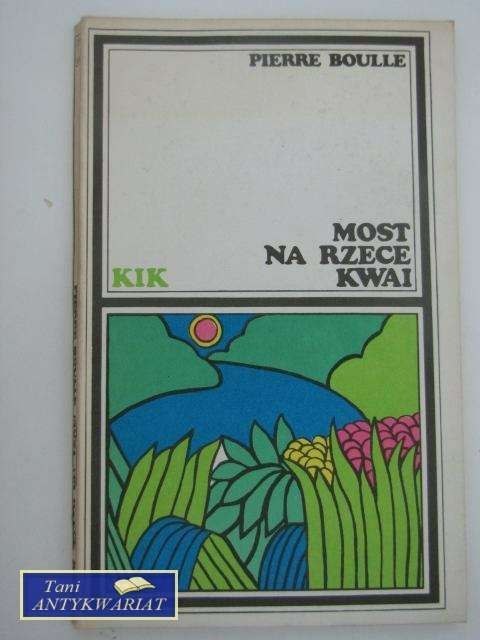 PIERRE BOULLE
MOST
NA RZECE
KWAI
KIK
Tani
ANTYKWARIAT